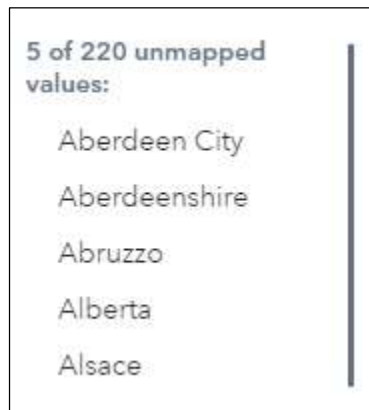 5 of 220 unmapped
values:
Aberdeen City
Aberdeenshire
Abruzzo
Alberta
Alsace